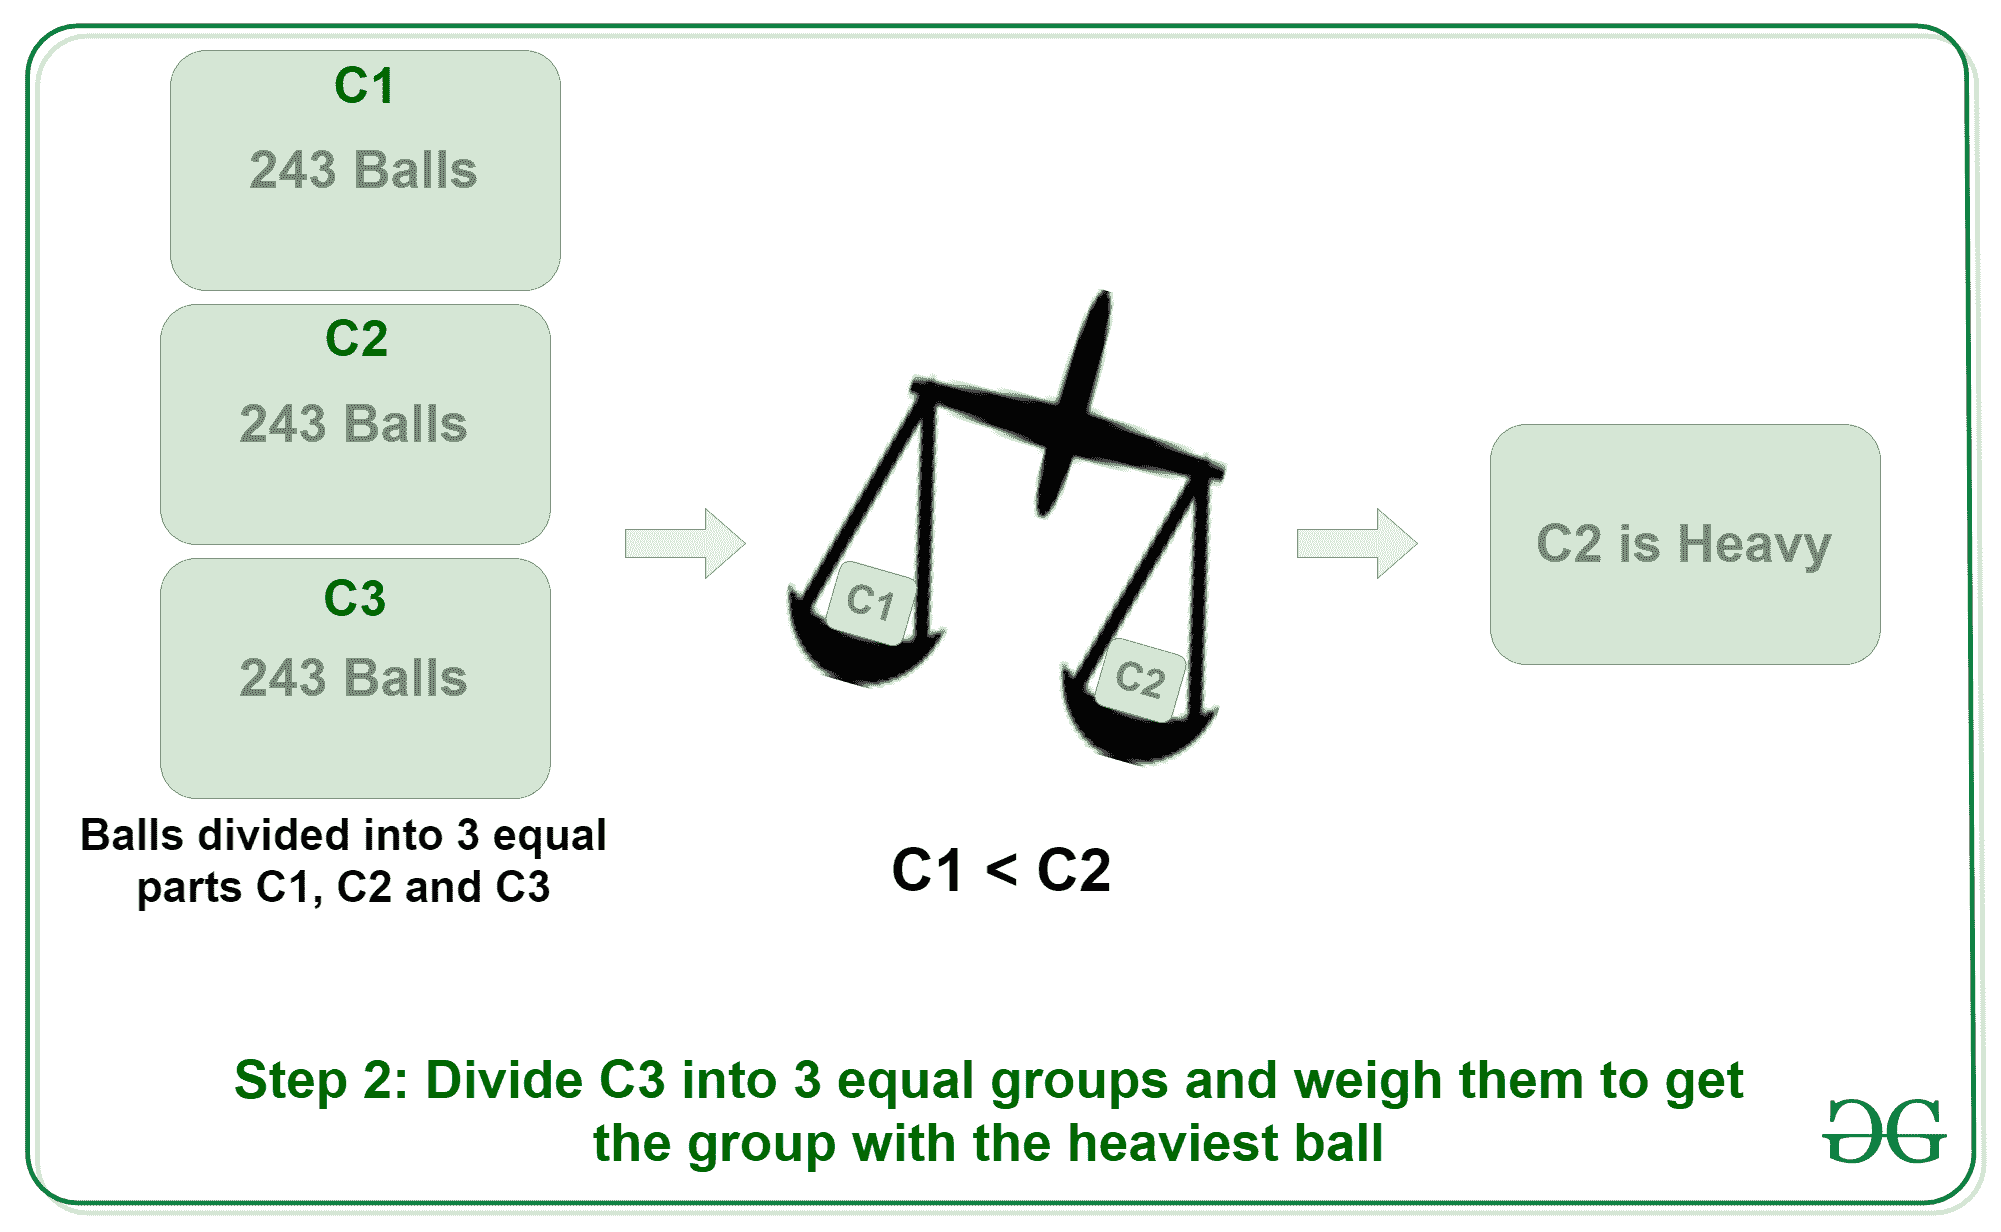 C1
243 Balls
C2
243 Balls
C3
243 Balls
Balls divided into 3 equal
parts C1, C2 and C3
C1
C2
C1 < C2
C2 is Heavy
Step 2: Divide C3 into 3 equal groups and weigh them to get
the group with the heaviest ball